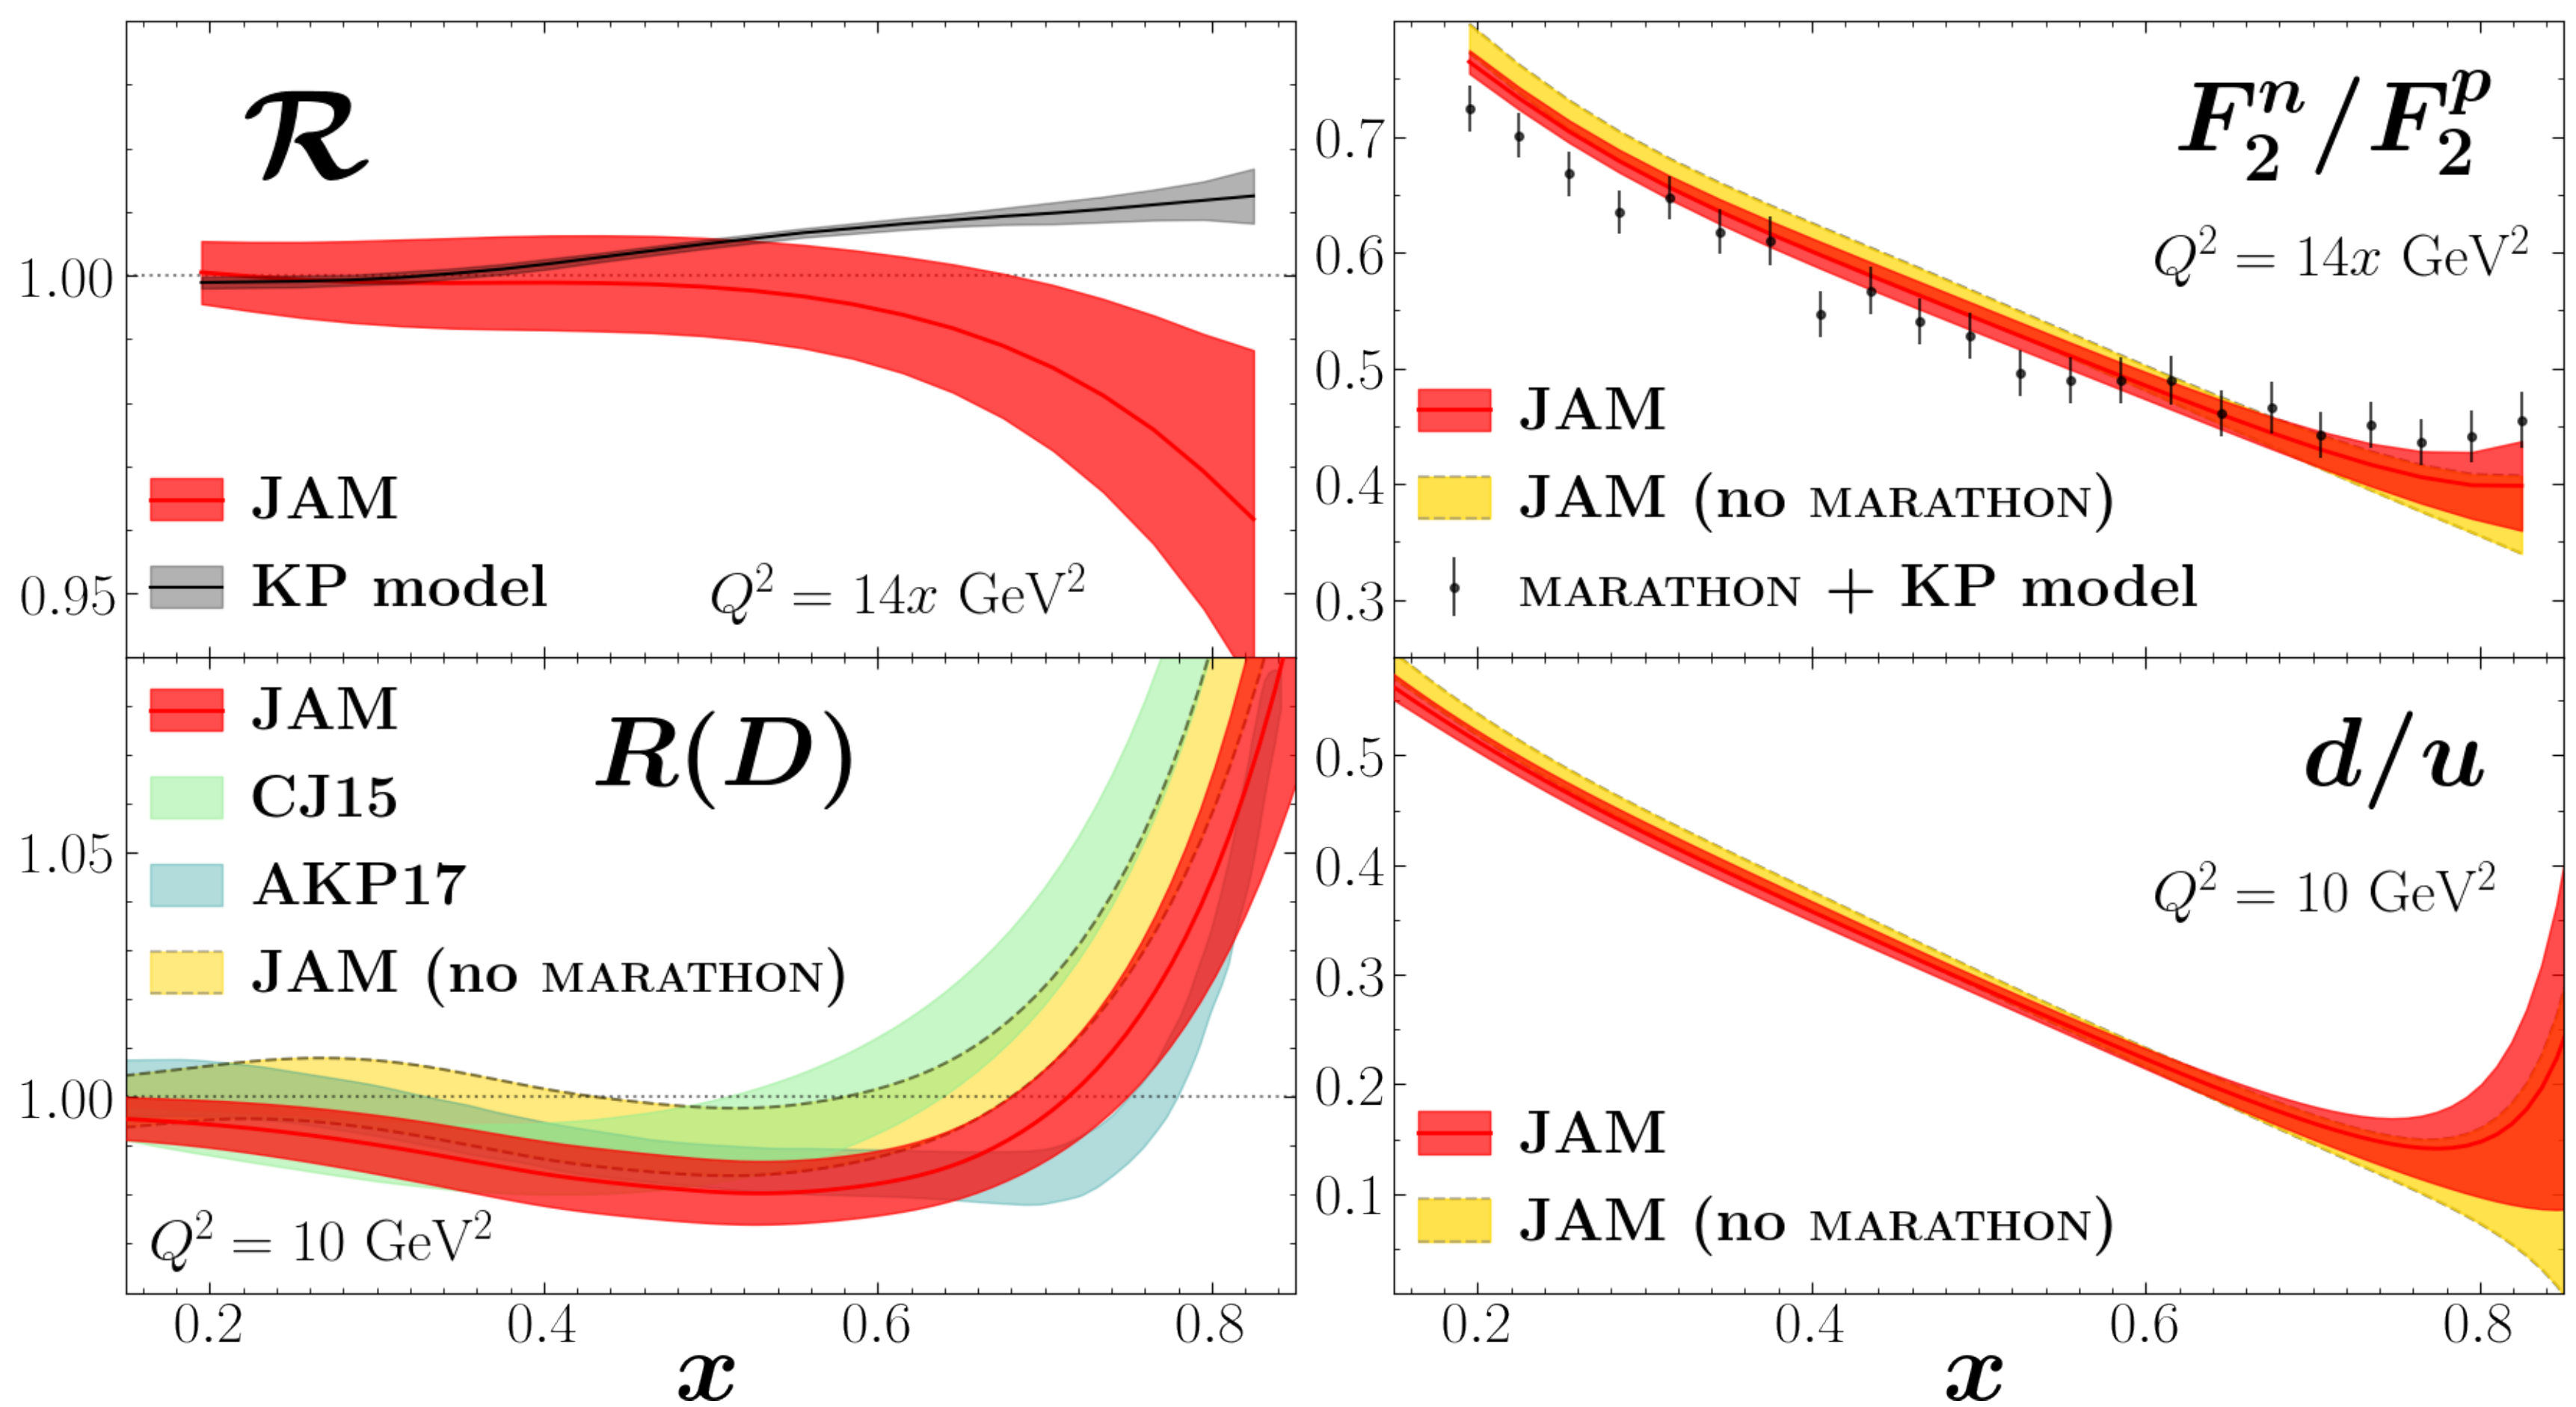 ℛ
1.00
0.95
JAM
KP model
Q² = 14x GeV²
F₂ⁿ/F₂ᵖ
Q² = 14x GeV²
0.7
0.6
0.5
0.4
0.3
JAM
JAM (no MARATHON)
MARATHON + KP model
JAM
CJ15
AKP17
JAM (no MARATHON)
R(D)
1.05
1.00
Q² = 10 GeV²
0.2 0.4 0.6 0.8
x
d/u
Q² = 10 GeV²
0.5
0.4
0.3
0.2
0.1
JAM
JAM (no MARATHON)
0.2 0.4 0.6 0.8
x